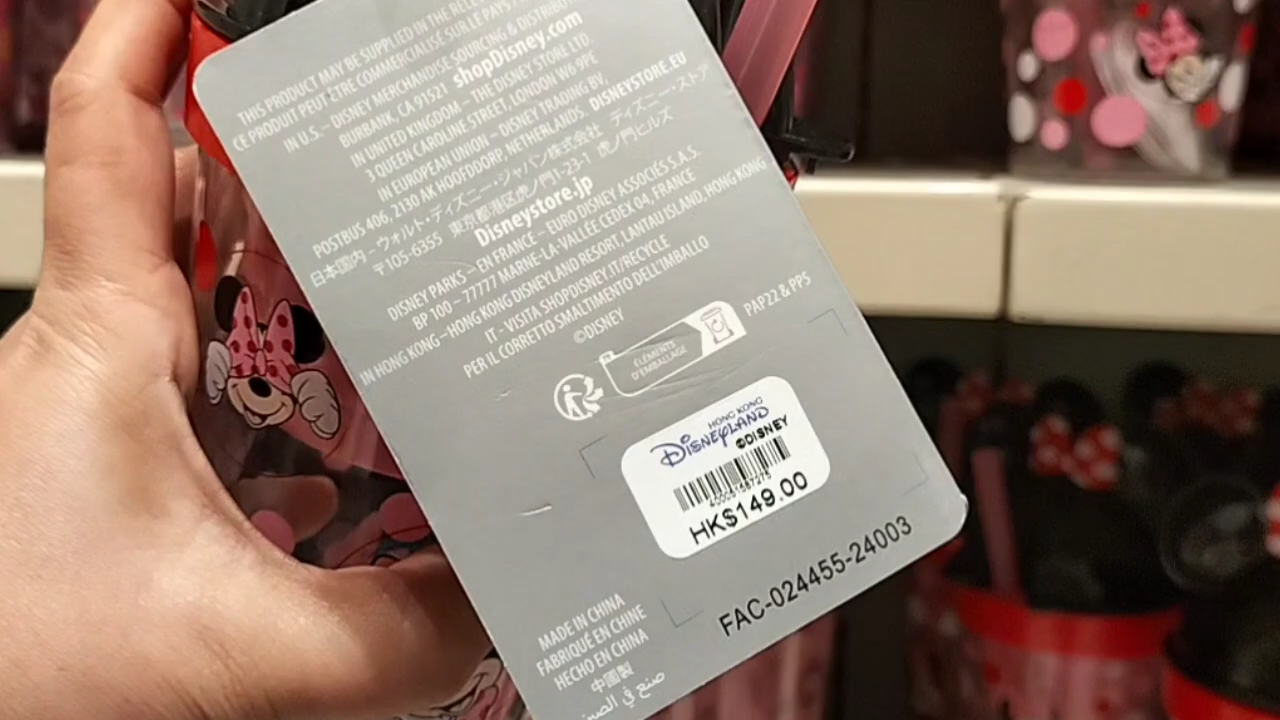 THIS PRODUCT MAY BE SUPPLIED IN THE
CE PRODUIT PEUT ÊTRE COMMERCIALISÉ SUR LE PAYS
IN U.S. – DISNEY MERCHANDISE SOURCING & DISTRIBUT
BURBANK, CA 91521 shopDisney.com
IN UNITED KINGDOM – THE DISNEY STORE LTD
3 QUEEN CAROLINE STREET, LONDON W6 9PE
IN EUROPEAN UNION – DISNEY TRADING BV,
POSTBUS 406, 2130 AK HOOFDDORP, NETHERLANDS. DISNEYSTORE.EU
日本国内 – ウォルト・ディズニー・ジャパン株式会社 ディズニー・ストア
〒105-6355 東京都港区虎ノ門1-23-1 虎ノ門ヒルズ
Disneystore.jp
DISNEY PARKS – EN FRANCE – EURO DISNEY ASSOCIÉS S.A.S.
BP 100 – 77777 MARNE-LA-VALLÉE CEDEX 04, FRANCE
IN HONG KONG – HONG KONG DISNEYLAND RESORT, LANTAU ISLAND, HONG KONG
IT - VISITA SHOPDISNEY.IT/RECYCLE
PER IL CORRETTO SMALTIMENTO DELL'IMBALLO
©DISNEY
ÉLÉMENTS
D'EMBALLAGE
PAP22 & PP5
HONG KONG
DISNEYLAND
©DISNEY
HK$149.00
FAC-024455-24003
MADE IN CHINA
FABRIQUÉ EN CHINE
HECHO EN CHINA
中國製
صنع في الصين